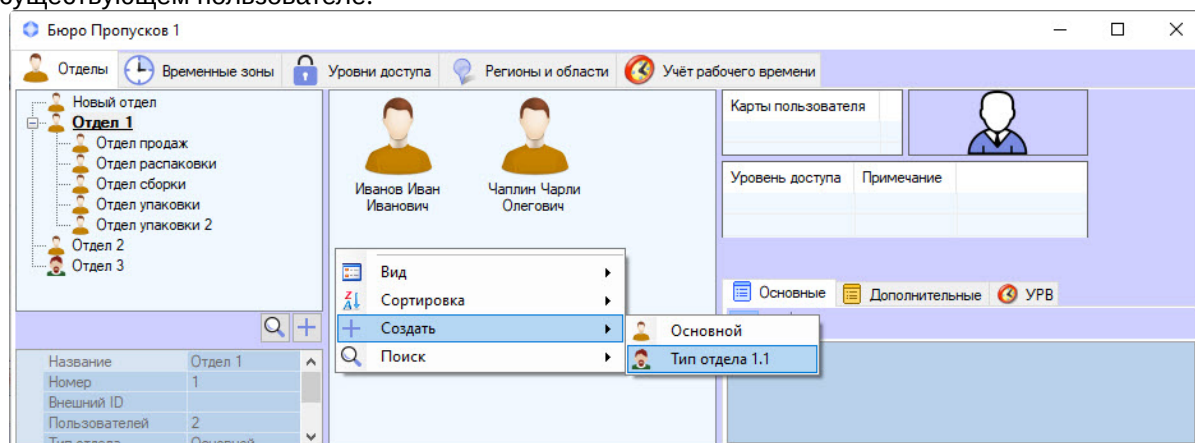 существующем пользователе.
Бюро Пропусков 1
Отделы Временные зоны Уровни доступа Регионы и области Учёт рабочего времени
Новый отдел
Отдел 1
Отдел продаж
Отдел распаковки
Отдел сборки
Отдел упаковки
Отдел упаковки 2
Отдел 2
Отдел 3
Название Отдел 1
Номер 1
Внешний ID
Пользователей 2
Тип отдела Основной
Иванов Иван
Иванович
Чаплин Чарли
Олегович
Вид
Сортировка
Создать
Поиск
Основной
Тип отдела 1.1
Карты пользователя
Уровень доступа Примечание
Основные Дополнительные УРВ